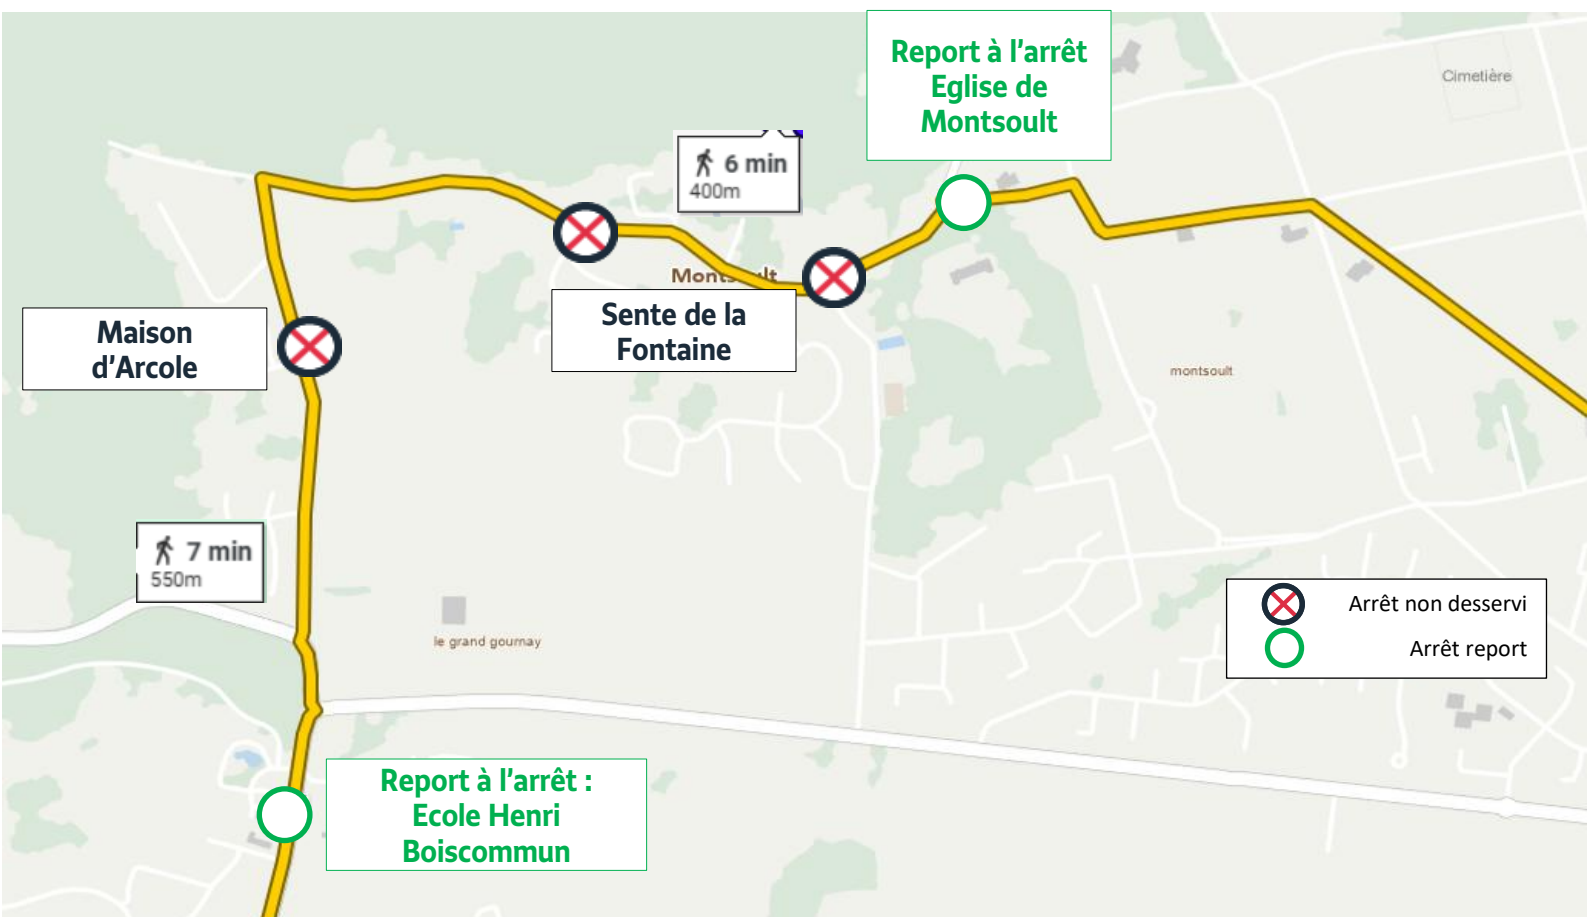 Report à l'arrêt
Eglise de
Montsoult
Cimetière
6 min
400m
Sente de la
Fontaine
Maison
d'Arcole
montsoult
7 min
550m
le grand gournay
Arrêt non desservi
Arrêt report
Report à l'arrêt :
Ecole Henri
Boiscommun